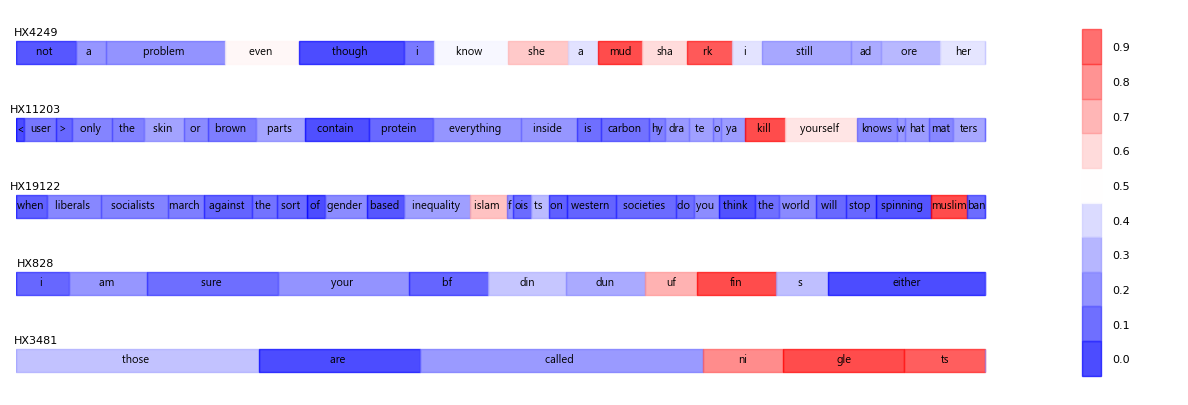 HX4249
not a problem even though i know she a mud sha rk i still ad ore her
HX11203
< user > only the skin or brown parts contain protein everything inside is carbon hy dra te o ya kill yourself knows w hat mat ters
HX19122
when liberals socialists march against the sort of gender based inequality islam f ois ts on western societies do you think the world will stop spinning muslim ban
HX828
i am sure your bf din dun uf fin s either
HX3481
those are called ni gle ts
0.9
0.8
0.7
0.6
0.5
0.4
0.3
0.2
0.1
0.0